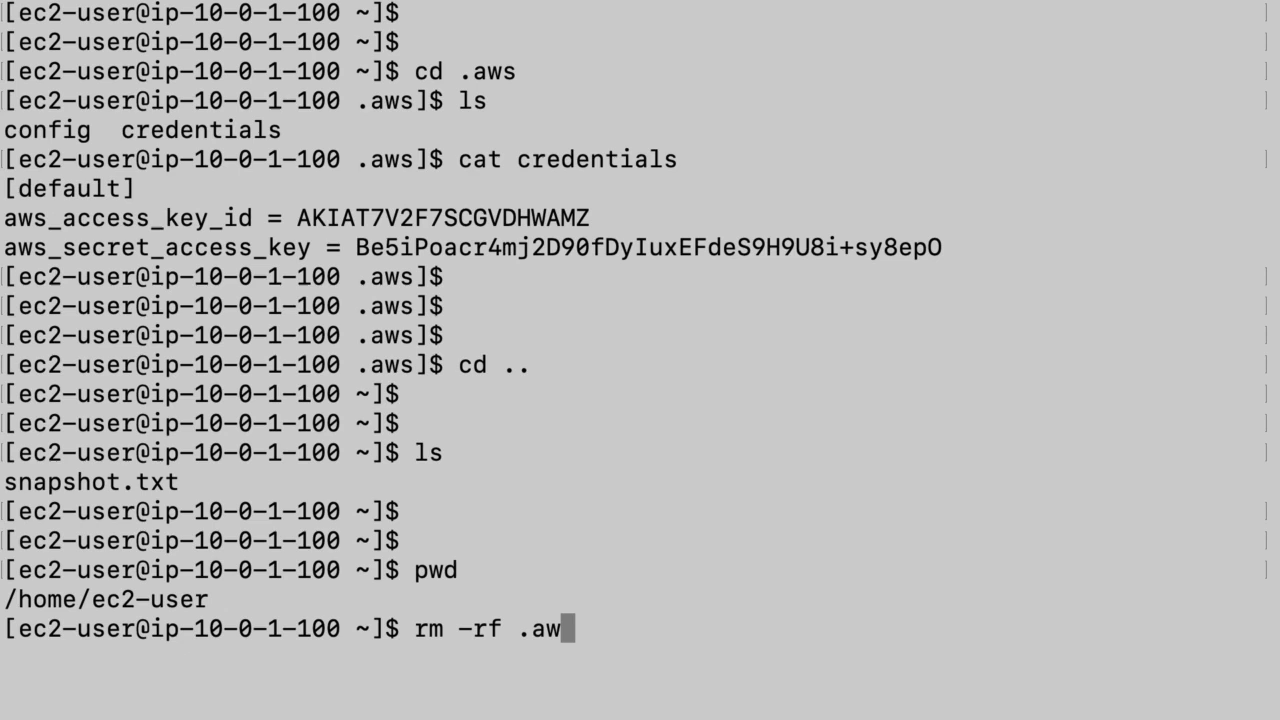 [ec2-user@ip-10-0-1-100 ~]$
[ec2-user@ip-10-0-1-100 ~]$
[ec2-user@ip-10-0-1-100 ~]$ cd .aws
[ec2-user@ip-10-0-1-100 .aws]$ ls
config  credentials
[ec2-user@ip-10-0-1-100 .aws]$ cat credentials
[default]
aws_access_key_id = AKIAT7V2F7SCGVDHWAMZ
aws_secret_access_key = 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
[ec2-user@ip-10-0-1-100 .aws]$
[ec2-user@ip-10-0-1-100 .aws]$
[ec2-user@ip-10-0-1-100 .aws]$
[ec2-user@ip-10-0-1-100 .aws]$ cd ..
[ec2-user@ip-10-0-1-100 ~]$
[ec2-user@ip-10-0-1-100 ~]$
[ec2-user@ip-10-0-1-100 ~]$ ls
snapshot.txt
[ec2-user@ip-10-0-1-100 ~]$
[ec2-user@ip-10-0-1-100 ~]$
[ec2-user@ip-10-0-1-100 ~]$ pwd
/home/ec2-user
[ec2-user@ip-10-0-1-100 ~]$ rm -rf .aw